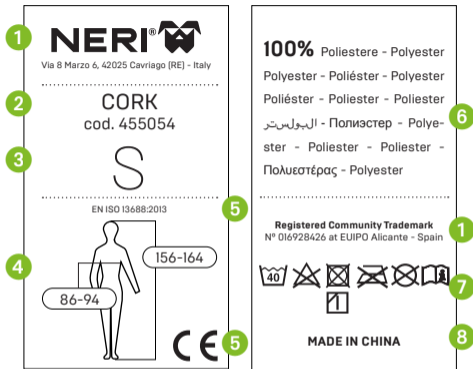 1
NERI®
Via 8 Marzo 6, 42025 Cavriago (RE) - Italy
2
CORK
cod. 455054
3
S
EN ISO 13688:2013
5
4
156-164
86-94
CE
5
100% Poliestere - Polyester
Polyester - Poliéster - Polyester
Poliéster - Poliester - Poliester
البولستر - Полиэстер - Polye-
ster - Poliester - Poliester -
Πολυεστέρας - Polyester
6
Registered Community Trademark
N° 016928426 at EUIPO Alicante - Spain
1
40
7
1
MADE IN CHINA
8